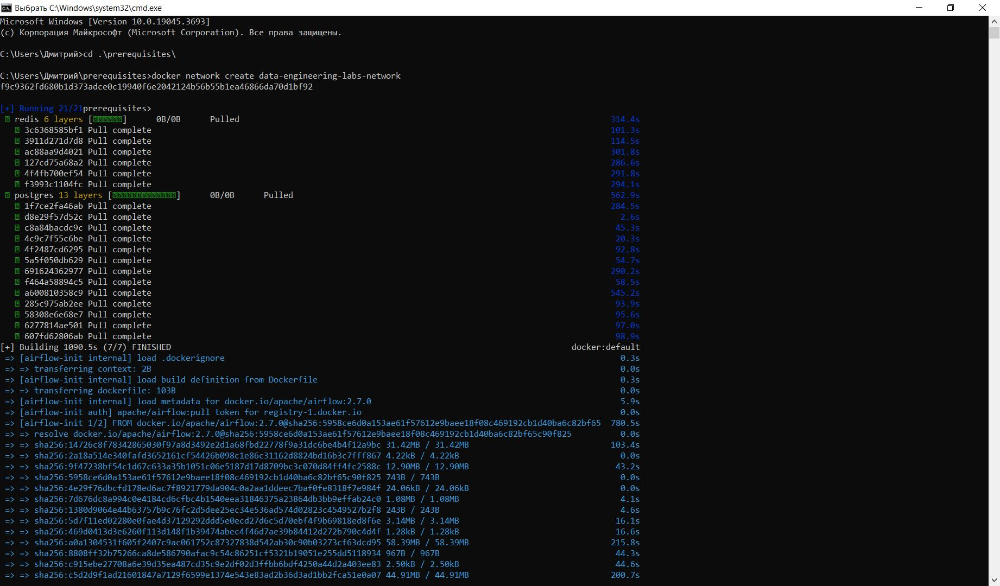 Выбрать C:\Windows\system32\cmd.exe
Microsoft Windows [Version 10.0.19045.3693]
(c) Корпорация Майкрософт (Microsoft Corporation). Все права защищены.
C:\Users\Дмитрий>cd .\prerequisites\
C:\Users\Дмитрий\prerequisites>docker network create data-engineering-labs-network
f9c9362fd680b1d373adce0c19940f6e2042124b56b55b1ea46866da70d1bf92
[+] Running 21/21prerequisites>
redis 6 layers [] 0B/0B Pulled 314.4s
3c6368585bf1 Pull complete 101.3s
3911d271d7d8 Pull complete 114.5s
ac88aa9d4021 Pull complete 301.8s
127cd75a68a2 Pull complete 286.6s
4f4fb700ef54 Pull complete 291.8s
f3993c1104fc Pull complete 294.1s
postgres 13 layers [] 0B/0B Pulled 562.9s
1f7ce2fa46ab Pull complete 284.5s
d8e29f57d52c Pull complete 2.6s
c8a84bacdc9c Pull complete 45.3s
4c9c7f55c6be Pull complete 20.3s
4f2487cd6295 Pull complete 92.8s
5a5f050db629 Pull complete 54.7s
691624362977 Pull complete 290.2s
f464a58894c5 Pull complete 58.5s
a600810358c9 Pull complete 545.2s
285c975ab2ee Pull complete 93.9s
58308e6e68e7 Pull complete 95.6s
6277814ae501 Pull complete 97.0s
607fd62806ab Pull complete 98.9s
[+] Building 1090.5s (7/7) FINISHED docker:default
=> [airflow-init internal] load .dockerignore 0.3s
=> => transferring context: 2B 0.0s
=> [airflow-init internal] load build definition from Dockerfile 0.3s
=> => transferring dockerfile: 103B 0.0s
=> [airflow-init internal] load metadata for docker.io/apache/airflow:2.7.0 5.9s
=> [airflow-init auth] apache/airflow:pull token for registry-1.docker.io 0.0s
=> [airflow-init 1/2] FROM docker.io/apache/airflow:2.7.0@sha256:5958ce6d0a153ae61f57612e9baee18f08c469192cb1d40ba6c82bf65 780.5s
=> => resolve docker.io/apache/airflow:2.7.0@sha256:5958ce6d0a153ae61f57612e9baee18f08c469192cb1d40ba6c82bf65c90f825 0.0s
=> => sha256:14726c8f78342865030f97a8d3492e2d1a68fbd22778f9a31dc6be4b4f12a9bc 31.42MB / 31.42MB 103.4s
=> => sha256:2a18a514e340fafd3652161cf54426b098c1e86c31162d8824bd16b3c7fff867 4.22kB / 4.22kB 0.0s
=> => sha256:9f47238bf54c1d67c633a35b1051c06e5187d17d8709bc3c070d84ff4fc2588c 12.90MB / 12.90MB 43.2s
=> => sha256:5958ce6d0a153ae61f57612e9baee18f08c469192cb1d40ba6c82bf65c90f825 743B / 743B 0.0s
=> => sha256:4e29f76dbcfd178ed6ac7f8921779da904c0a2aa1ddeec7baf0fe8318f7e984f 24.06kB / 24.06kB 0.0s
=> => sha256:7d676dc8a994c0e4184cd6cfbc4b1540eea31846375a23864db3bb9effab24c0 1.08MB / 1.08MB 4.1s
=> => sha256:1380d9064e44b63757b9c76fc2d5dee25ec34e536ad574d02823c4549527b2f8 243B / 243B 4.6s
=> => sha256:5d7f11ed02280e0fae4d37129292ddd5e0ecd27d6c5d70ebf4f9b69818ed8f6e 3.14MB / 3.14MB 16.1s
=> => sha256:469d0413d3e6260f113d148f1b39474abec4f46d7ae39b84412d272b790c4d4f 1.28kB / 1.28kB 16.6s
=> => sha256:a0a1304531f605f2407c9ac061752c87327838d542ab30c90b03273cf63dcd95 58.39MB / 58.39MB 215.8s
=> => sha256:8808ff32b75266ca8de586790afac9c54c86251cf5321b19051e255dd5118934 967B / 967B 44.3s
=> => sha256:c915ebe27708a6e39d35ea487cd35c9e2df02d3ffbb6bdf4250a44d2a403ee83 2.50kB / 2.50kB 44.6s
=> => sha256:c5d2d9f1ad21601847a7129f6599e1374e543e83ad2b36d3ad1bb2fca51e0a07 44.91MB / 44.91MB 200.7s